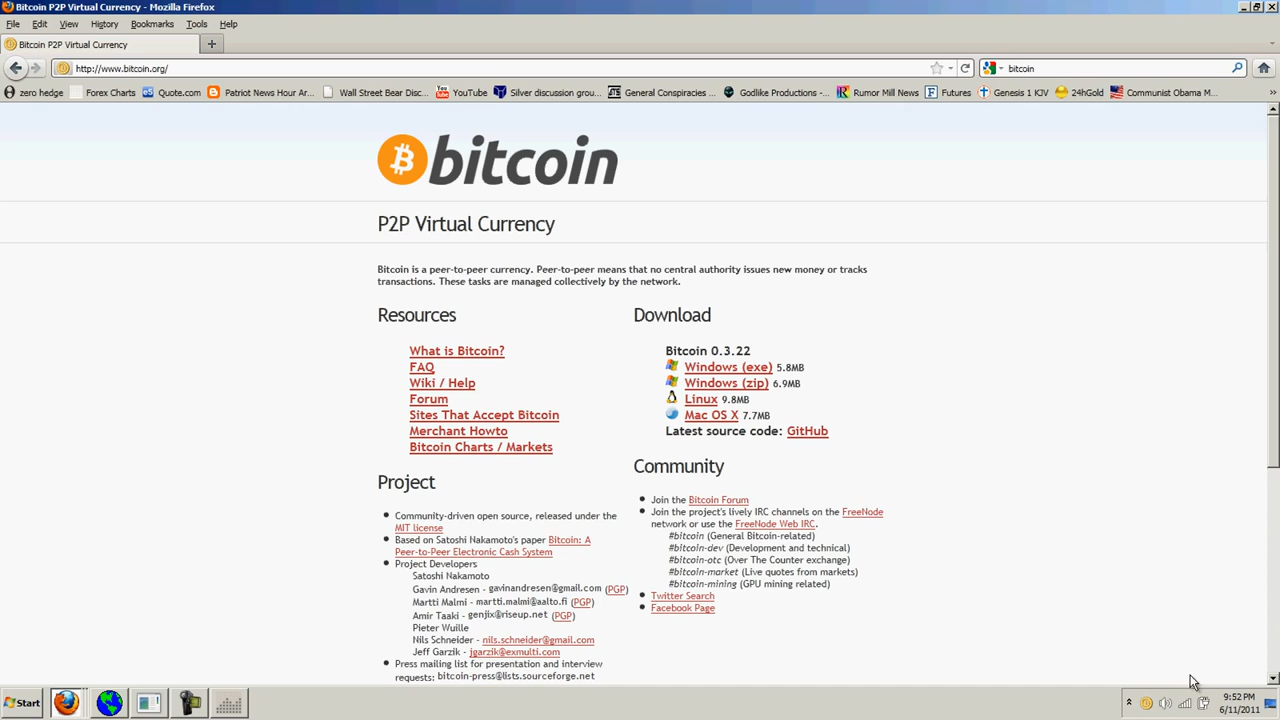 Bitcoin P2P Virtual Currency - Mozilla Firefox
File Edit View History Bookmarks Tools Help
Bitcoin P2P Virtual Currency
http://www.bitcoin.org/
bitcoin
zero hedge Forex Charts Quote.com Patriot News Hour Ar... Wall Street Bear Disc... YouTube Silver discussion grou... General Conspiracies ... Godlike Productions -... Rumor Mill News Futures Genesis 1 KJV 24hGold Communist Obama M...
bitcoin
P2P Virtual Currency
Bitcoin is a peer-to-peer currency. Peer-to-peer means that no central authority issues new money or tracks
transactions. These tasks are managed collectively by the network.
Resources
What is Bitcoin?
FAQ
Wiki / Help
Forum
Sites That Accept Bitcoin
Merchant Howto
Bitcoin Charts / Markets
Download
Bitcoin 0.3.22
Windows (exe) 5.8MB
Windows (zip) 6.9MB
Linux 9.8MB
Mac OS X 7.7MB
Latest source code: GitHub
Project
Community-driven open source, released under the
MIT license
Based on Satoshi Nakamoto's paper Bitcoin: A
Peer-to-Peer Electronic Cash System
Project Developers
Satoshi Nakamoto
Gavin Andresen - gavinandresen@gmail.com (PGP)
Martti Malmi - martti.malmi@aalto.fi (PGP)
Amir Taaki - genjix@riseup.net (PGP)
Pieter Wuille
Nils Schneider - nils.schneider@gmail.com
Jeff Garzik - jgarzik@exmulti.com
Press mailing list for presentation and interview
requests: bitcoin-press@lists.sourceforge.net
Community
Join the Bitcoin Forum
Join the project's lively IRC channels on the FreeNode
network or use the FreeNode Web IRC.
#bitcoin (General Bitcoin-related)
#bitcoin-dev (Development and technical)
#bitcoin-otc (Over The Counter exchange)
#bitcoin-market (Live quotes from markets)
#bitcoin-mining (GPU mining related)
Twitter Search
Facebook Page
Start
9:52 PM
6/11/2011